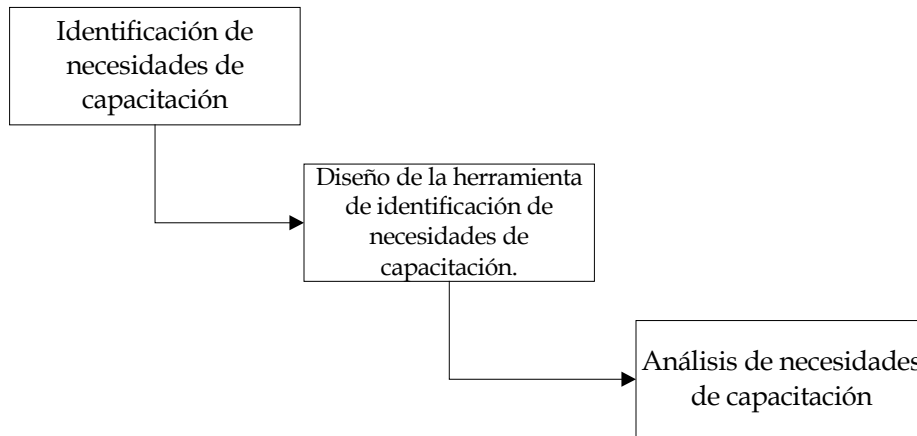 Identificación de
necesidades de
capacitación
Diseño de la herramienta
de identificación de
necesidades de
capacitación.
Análisis de necesidades
de capacitación